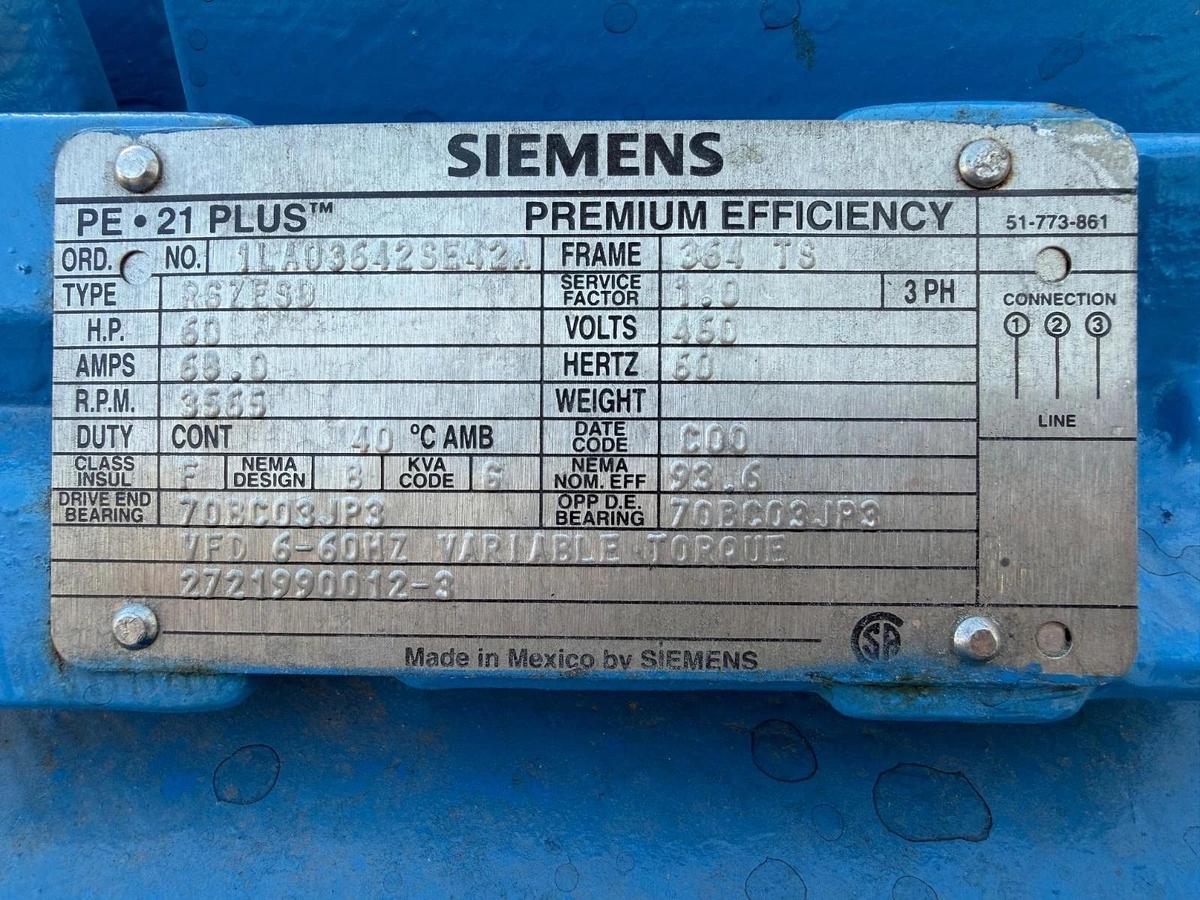 SIEMENS
PE • 21 PLUS™ PREMIUM EFFICIENCY 51-773-861
ORD. NO. 1LA03642SE42A FRAME 364 TS
TYPE RGZESD SERVICE FACTOR 1.0 3 PH
H.P. 60 VOLTS 460
AMPS 68.0 HERTZ 60
R.P.M. 3565 WEIGHT
DUTY CONT 40 °C AMB DATE CODE C00
CLASS INSUL F NEMA DESIGN B KVA CODE G NEMA NOM. EFF 93.6
DRIVE END BEARING 70BC03JP3 OPP D.E. BEARING 70BC03JP3
VFD 6-60HZ VARIABLE TORQUE
2721990012-3
CONNECTION
1 2 3
LINE
Made in Mexico by SIEMENS